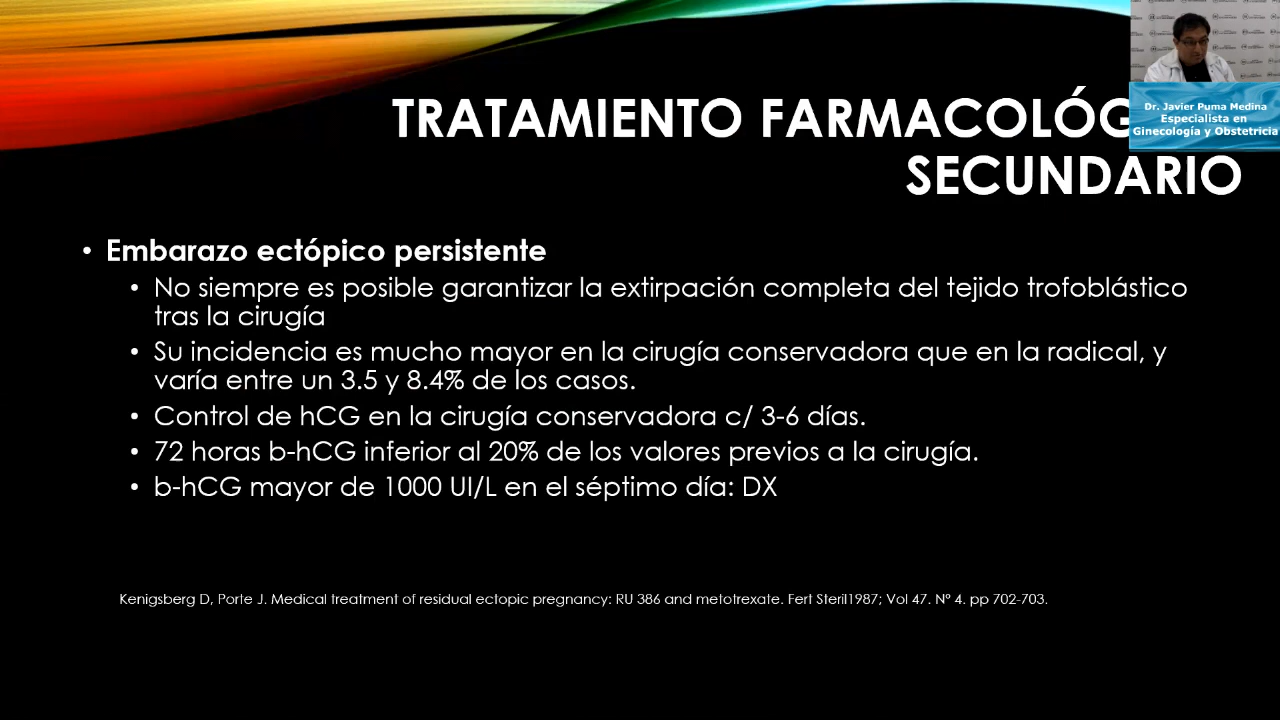 TRATAMIENTO FARMACOLÓG
SECUNDARIO
Dr. Javier Puma Medina
Especialista en
Ginecología y Obstetricia
• Embarazo ectópico persistente
• No siempre es posible garantizar la extirpación completa del tejido trofoblástico
tras la cirugía
• Su incidencia es mucho mayor en la cirugía conservadora que en la radical, y
varía entre un 3.5 y 8.4% de los casos.
• Control de hCG en la cirugía conservadora c/ 3-6 días.
• 72 horas b-hCG inferior al 20% de los valores previos a la cirugía.
• b-hCG mayor de 1000 UI/L en el séptimo día: DX
Kenigsberg D, Porte J. Medical treatment of residual ectopic pregnancy: RU 386 and metotrexate. Fert Steril1987; Vol 47. Nº 4. pp 702-703.